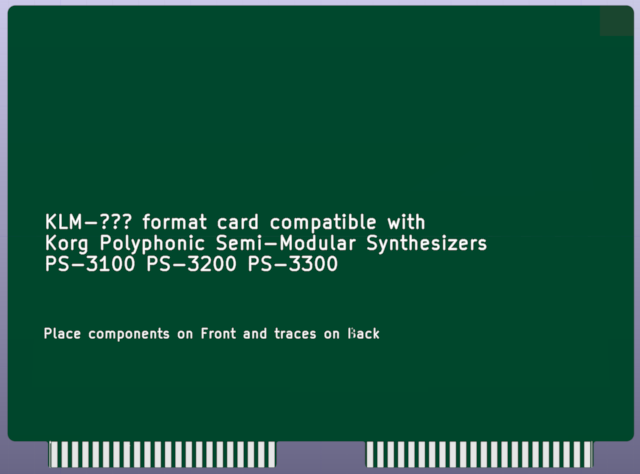 KLM-??? format card compatible with
Korg Polyphonic Semi-Modular Synthesizers
PS-3100 PS-3200 PS-3300
Place components on Front and traces on Back